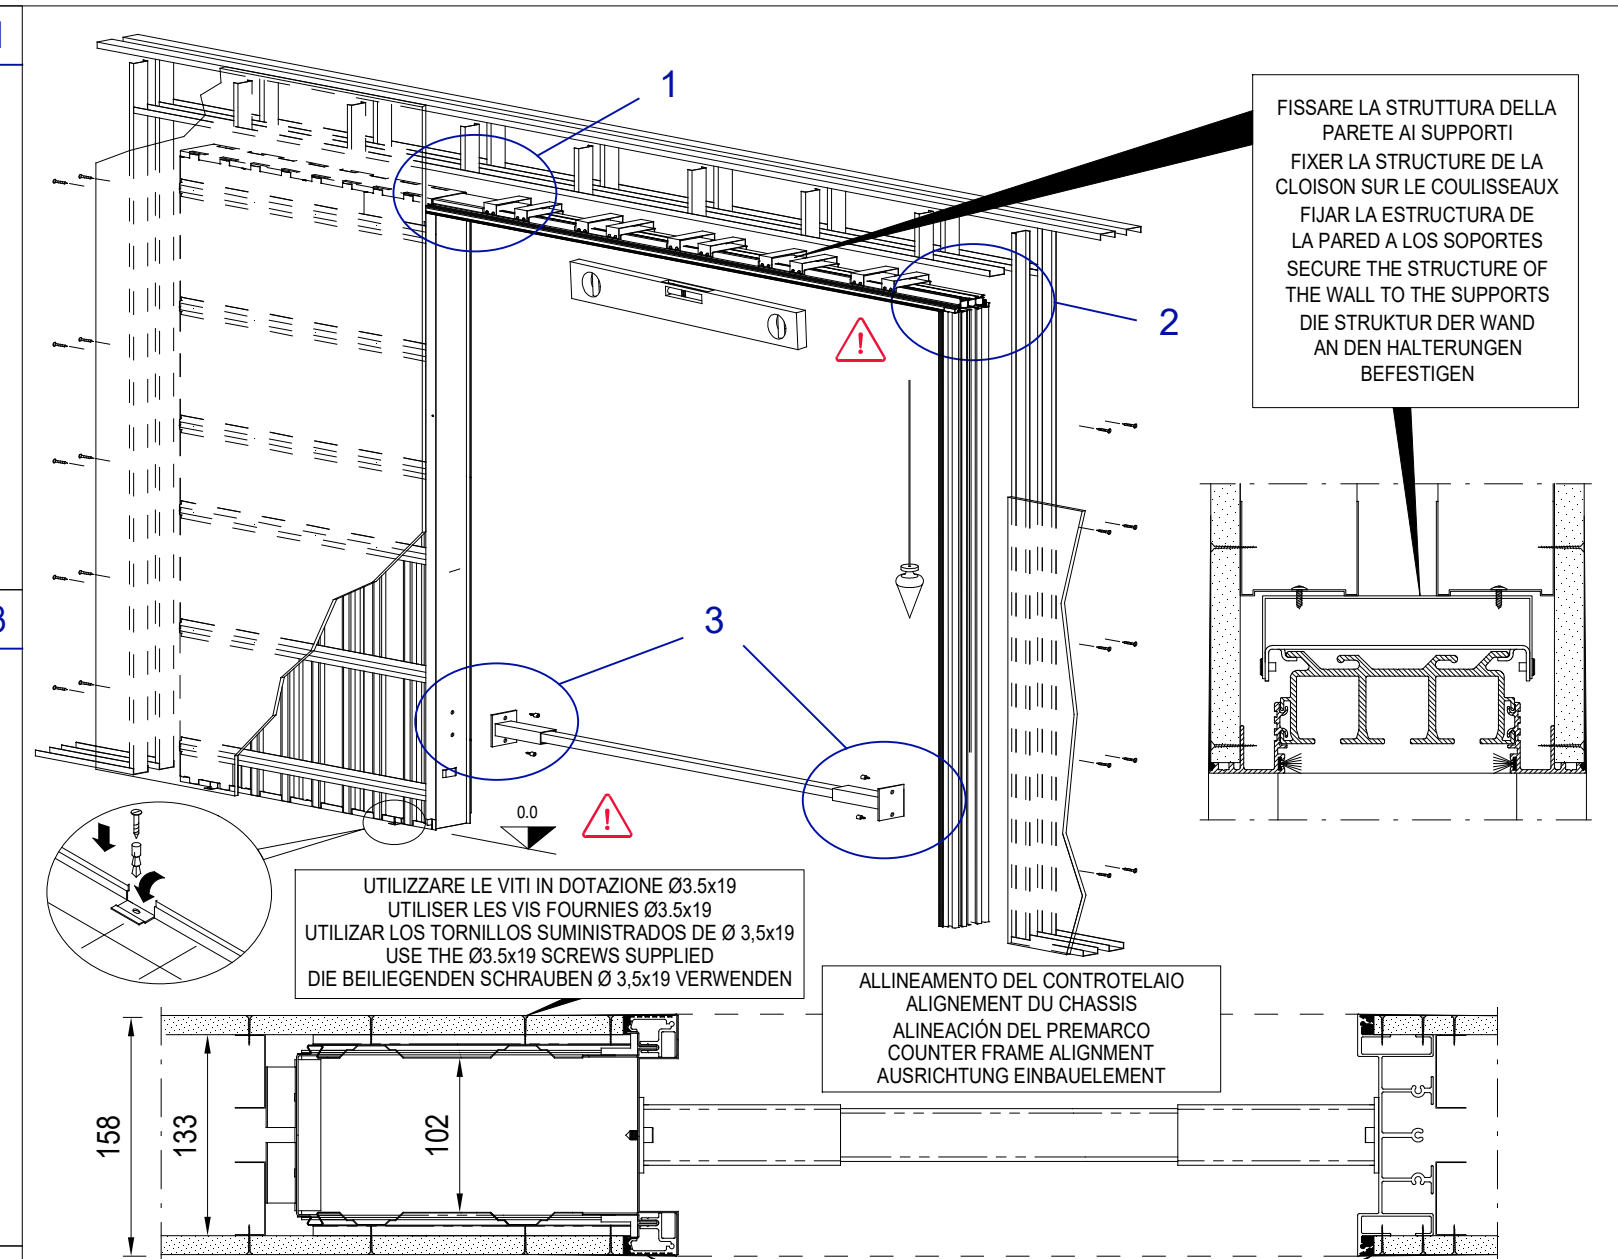 1
FISSARE LA STRUTTURA DELLA
PARETE AI SUPPORTI
FIXER LA STRUCTURE DE LA
CLOISON SUR LE COULISSEAUX
FIJAR LA ESTRUCTURA DE
LA PARED A LOS SOPORTES
SECURE THE STRUCTURE OF
THE WALL TO THE SUPPORTS
DIE STRUKTUR DER WAND
AN DEN HALTERUNGEN
BEFESTIGEN
2
!
3
0.0
!
UTILIZZARE LE VITI IN DOTAZIONE Ø3.5x19
UTILISER LES VIS FOURNIES Ø3.5x19
UTILIZAR LOS TORNILLOS SUMINISTRADOS DE Ø 3,5x19
USE THE Ø3.5x19 SCREWS SUPPLIED
DIE BEILIEGENDEN SCHRAUBEN Ø 3,5x19 VERWENDEN
ALLINEAMENTO DEL CONTROTELAIO
ALIGNEMENT DU CHASSIS
ALINEACIÓN DEL PREMARCO
COUNTER FRAME ALIGNMENT
AUSRICHTUNG EINBAUELEMENT
158
133
102